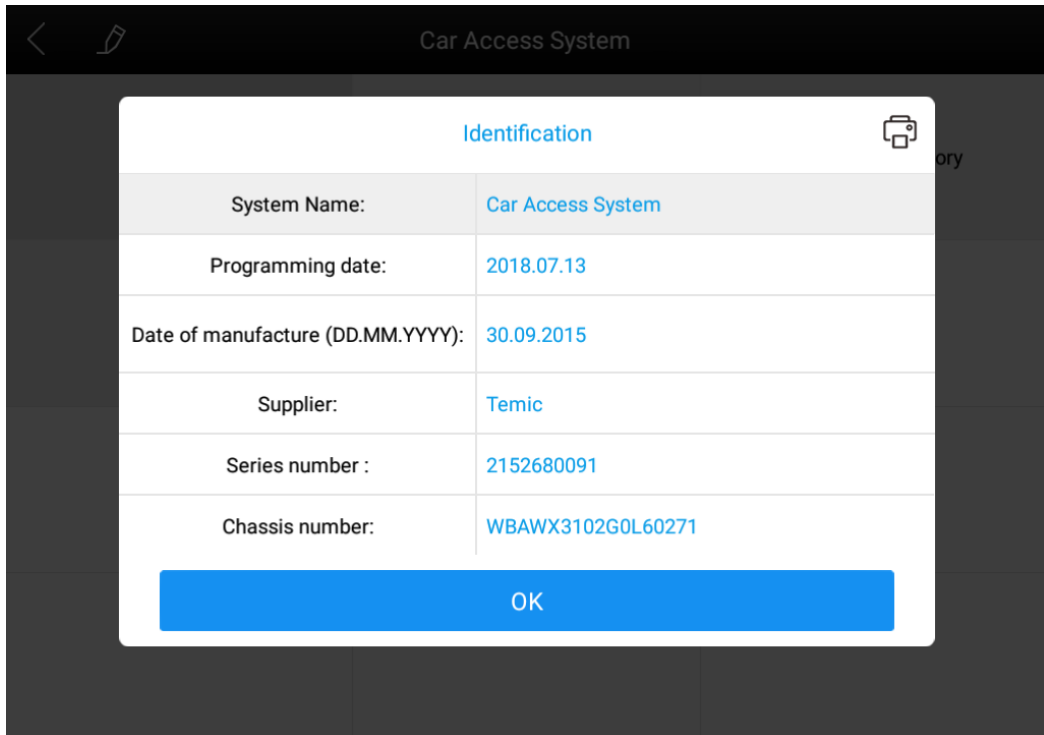 Car Access System
Identification
ory
System Name: Car Access System
Programming date: 2018.07.13
Date of manufacture (DD.MM.YYYY): 30.09.2015
Supplier: Temic
Series number : 2152680091
Chassis number: WBAWX3102G0L60271
OK